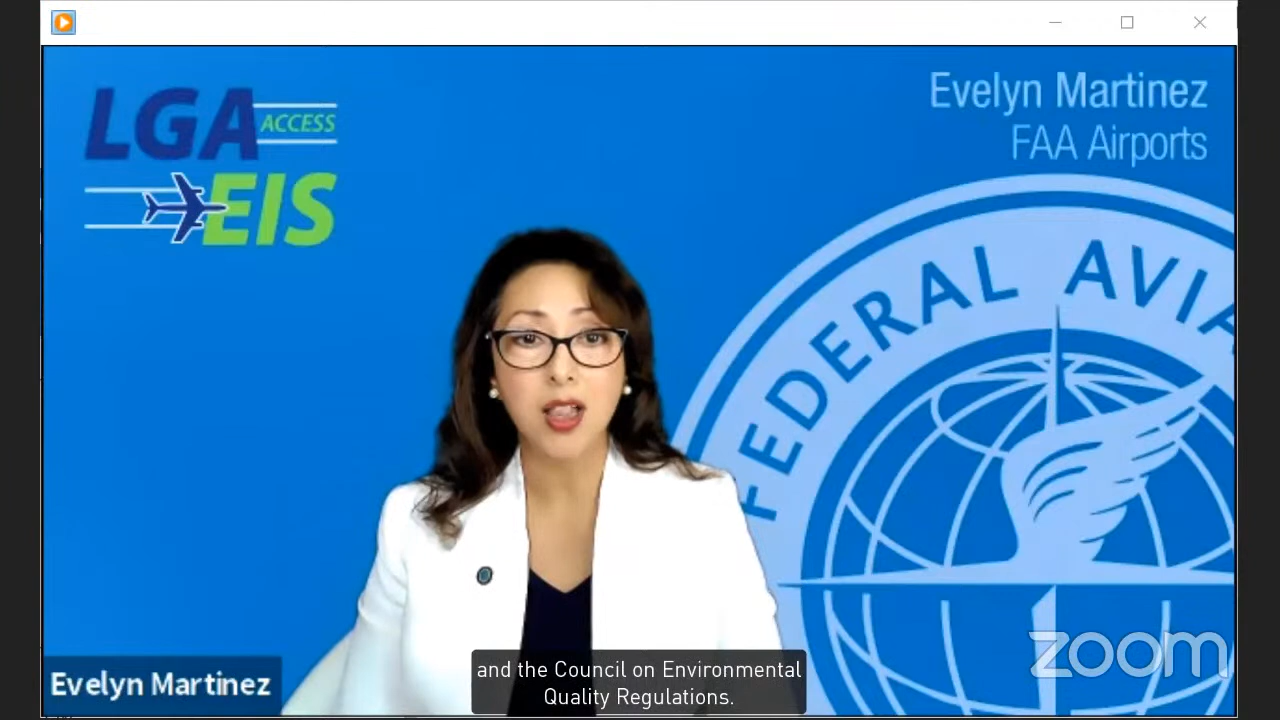 LGA ACCESS
EIS
Evelyn Martinez
FAA Airports
FEDERAL AVIA
Evelyn Martinez
and the Council on Environmental
Quality Regulations.
zoom